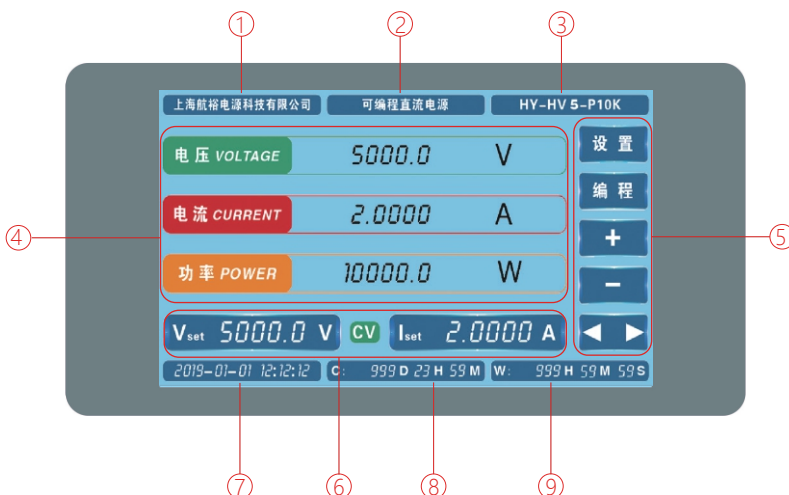 ① ② ③
上海航裕电源科技有限公司 可编程直流电源 HY-HV 5-P10K
电压 VOLTAGE 5000.0 V
设置
编程
电流 CURRENT 2.0000 A
④ + ⑤
功率 POWER 10000.0 W
−
Vset 5000.0 V CV Iset 2.0000 A ◀ ▶
2019-01-01 12:12:12 C: 999 D 23 H 59 M W: 999 H 59 M 59 S
⑦ ⑥ ⑧ ⑨